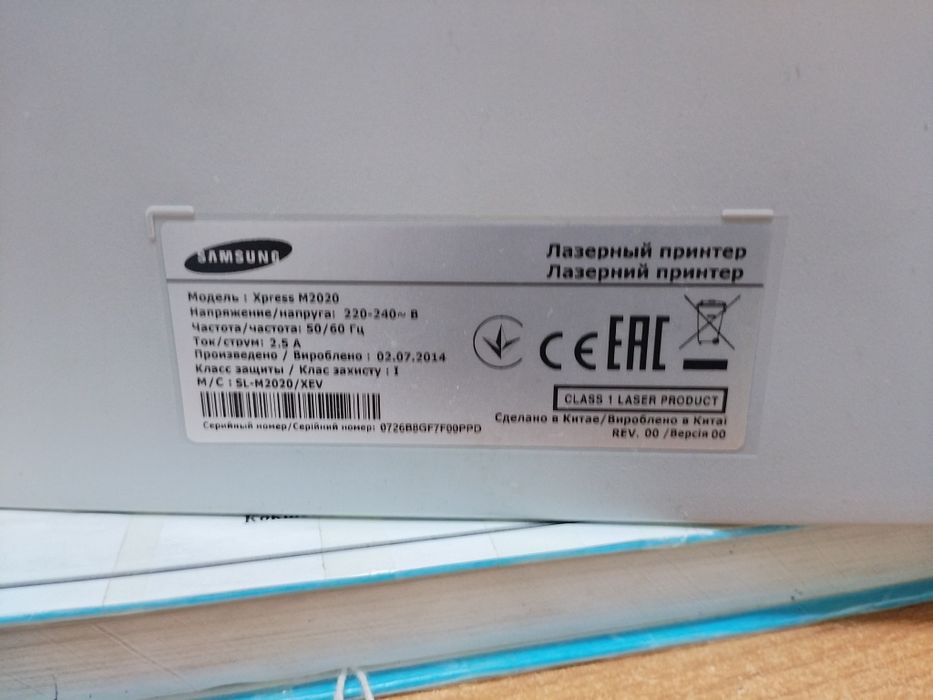 SAMSUNG
Лазерный принтер
Лазерний принтер
Модель : Xpress M2020
Напряжение/напруга: 220-240~ В
Частота/частота: 50/60 Гц
Ток/струм: 2.5 А
Произведено / Вироблено : 02.07.2014
Класс защиты / Клас захисту : I
M/C : SL-M2020/XEV
Серийный номер/Серійний номер: 0726B8GF7F00PPD
CE EAC
CLASS 1 LASER PRODUCT
Сделано в Китае/Вироблено в Китаї
REV. 00 /Версія 00